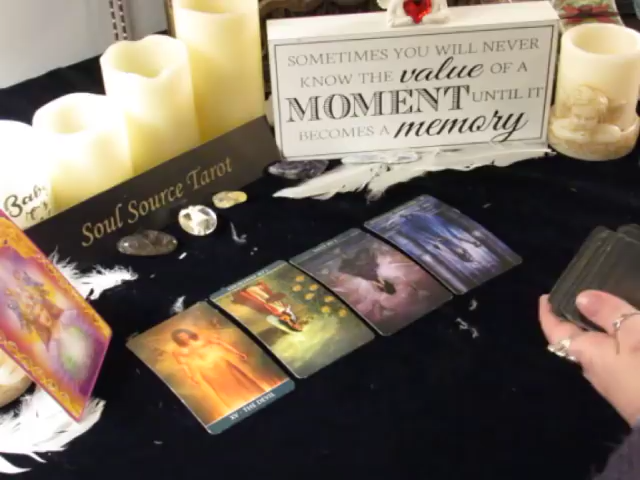 SOMETIMES YOU WILL NEVER
KNOW THE value OF A
MOMENT UNTIL IT
BECOMES A memory
Soul Source Tarot
XV - THE DEVIL